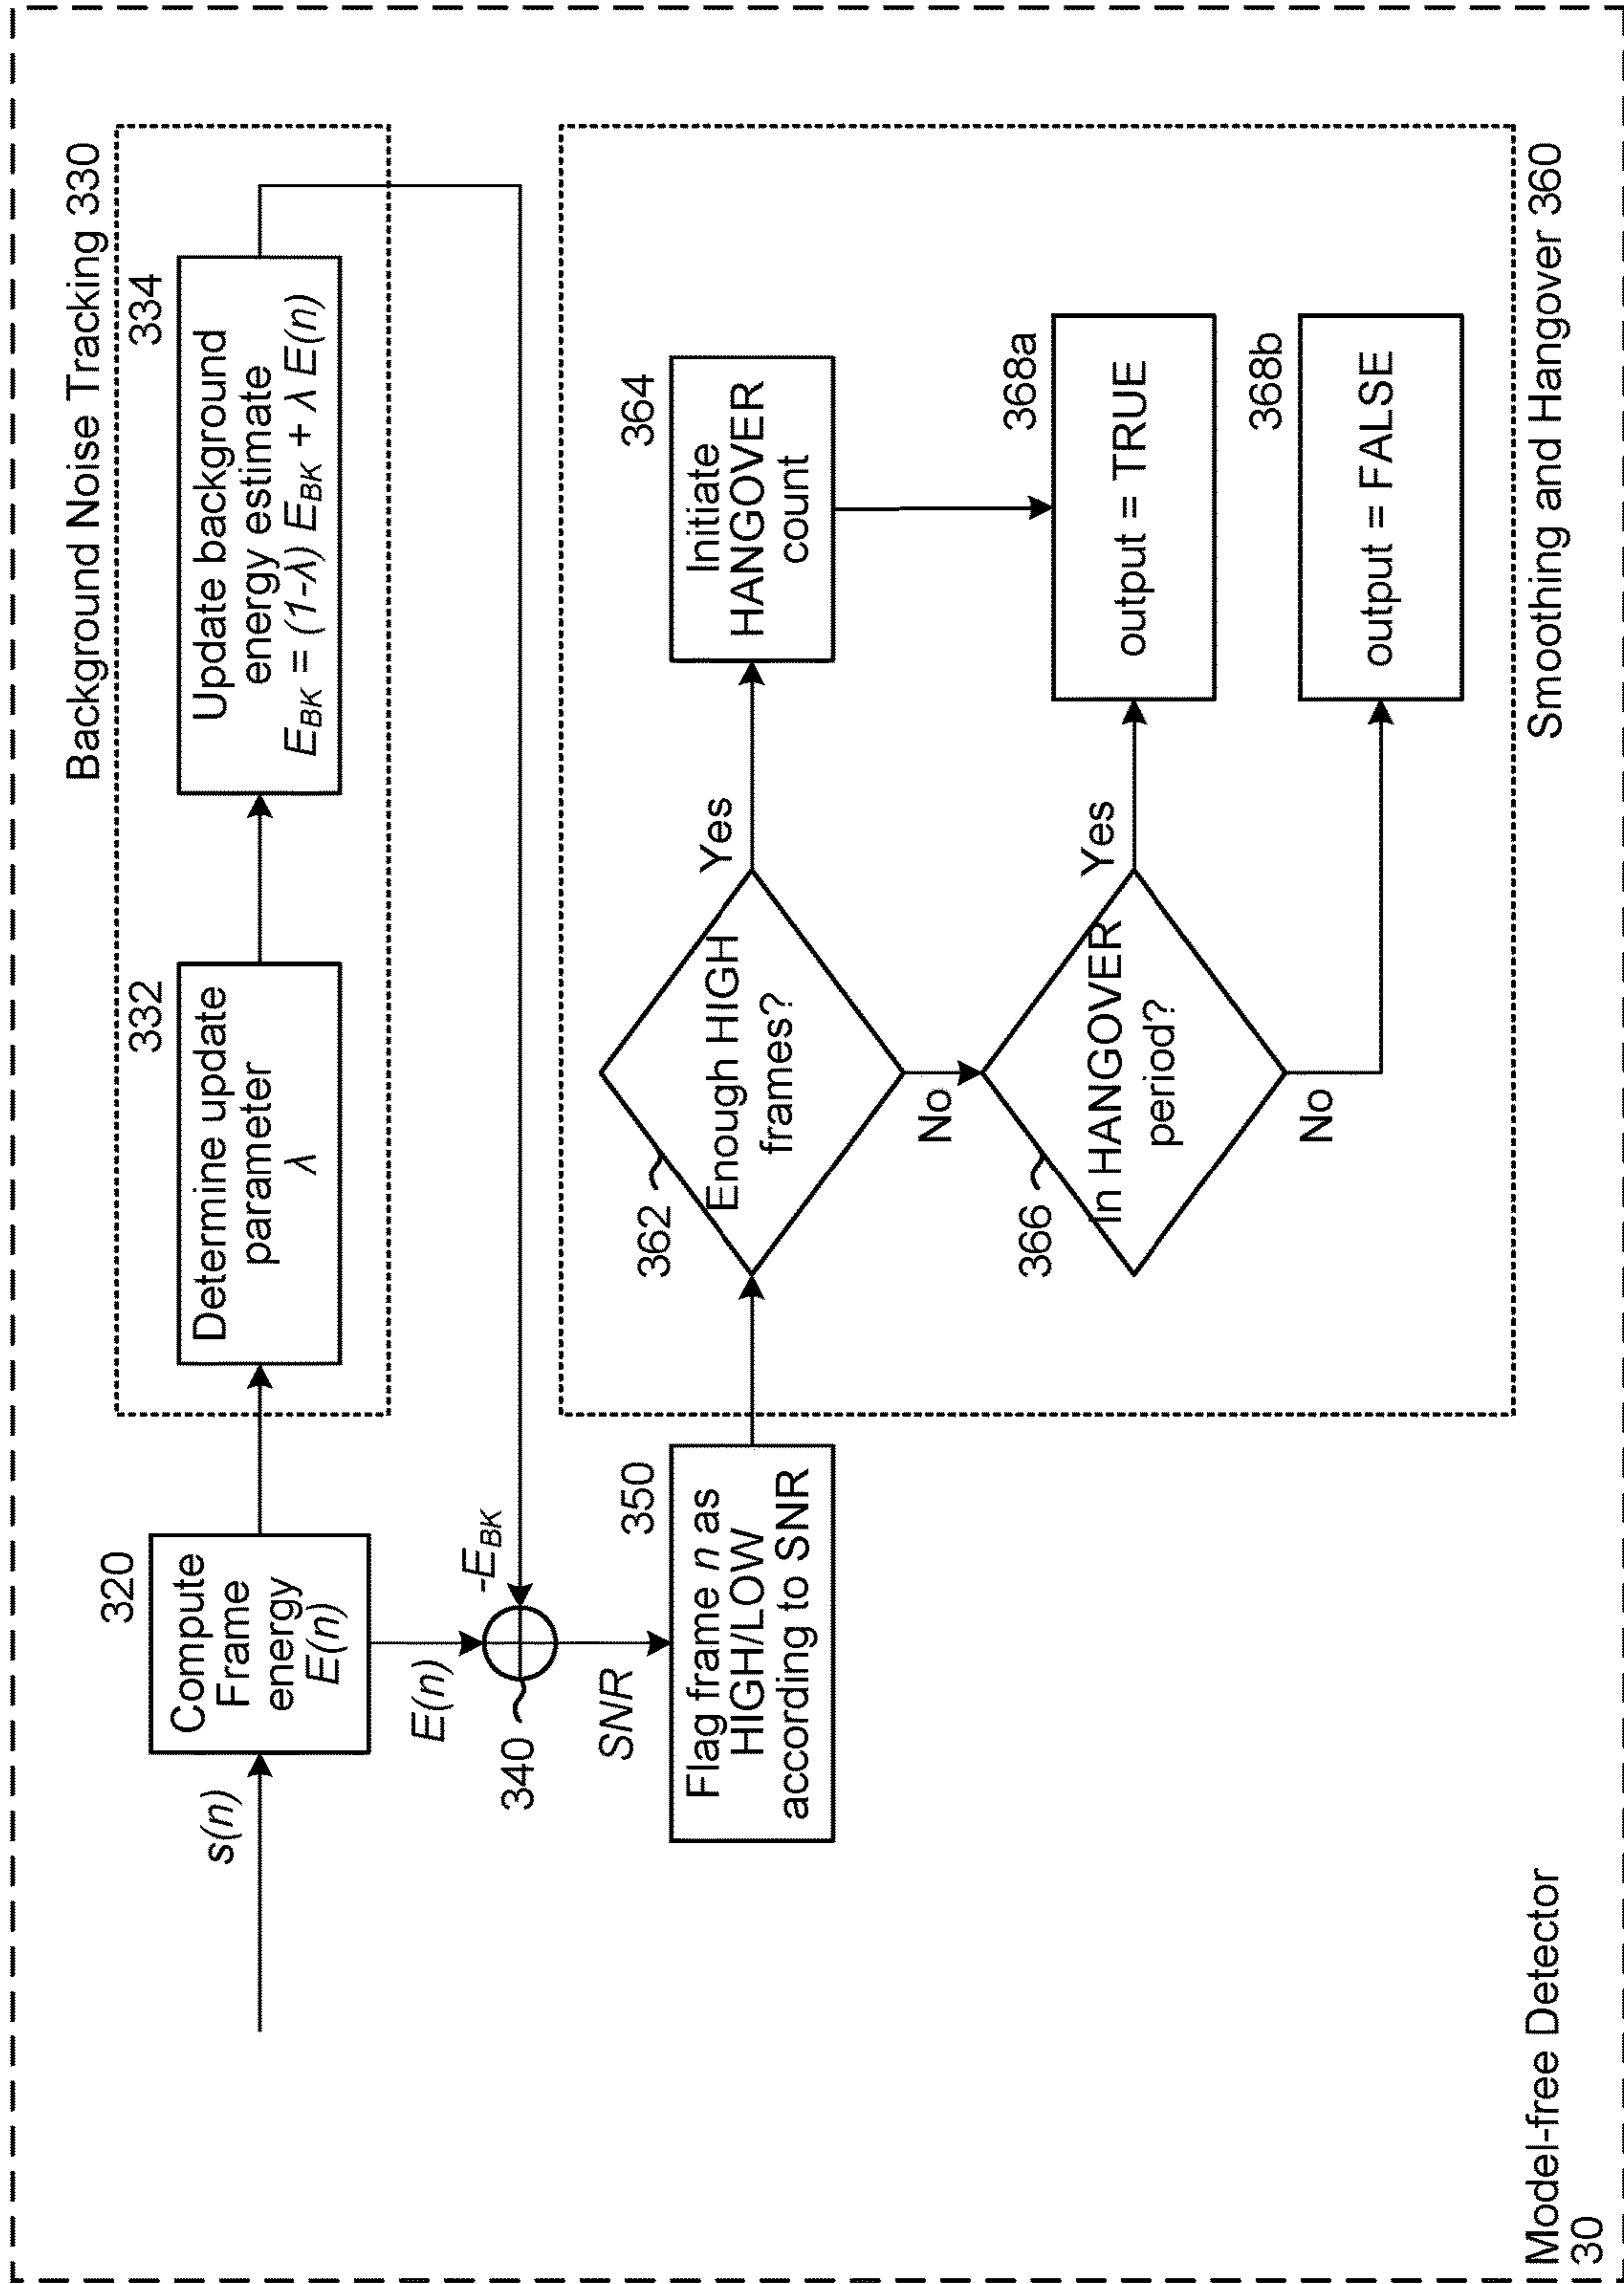 Background Noise Tracking 330
s(n)
320
Compute
Frame
energy
E(n)
332
Determine update
parameter
λ
334
Update background
energy estimate
E_BK = (1-λ) E_BK + λ E(n)
E(n)
-E_BK
340
SNR
350
Flag frame n as
HIGH/LOW
according to SNR
362
Enough HIGH
frames?
Yes
No
364
Initiate
HANGOVER
count
366
In HANGOVER
period?
Yes
No
368a
output = TRUE
368b
output = FALSE
Smoothing and Hangover 360
Model-free Detector
30